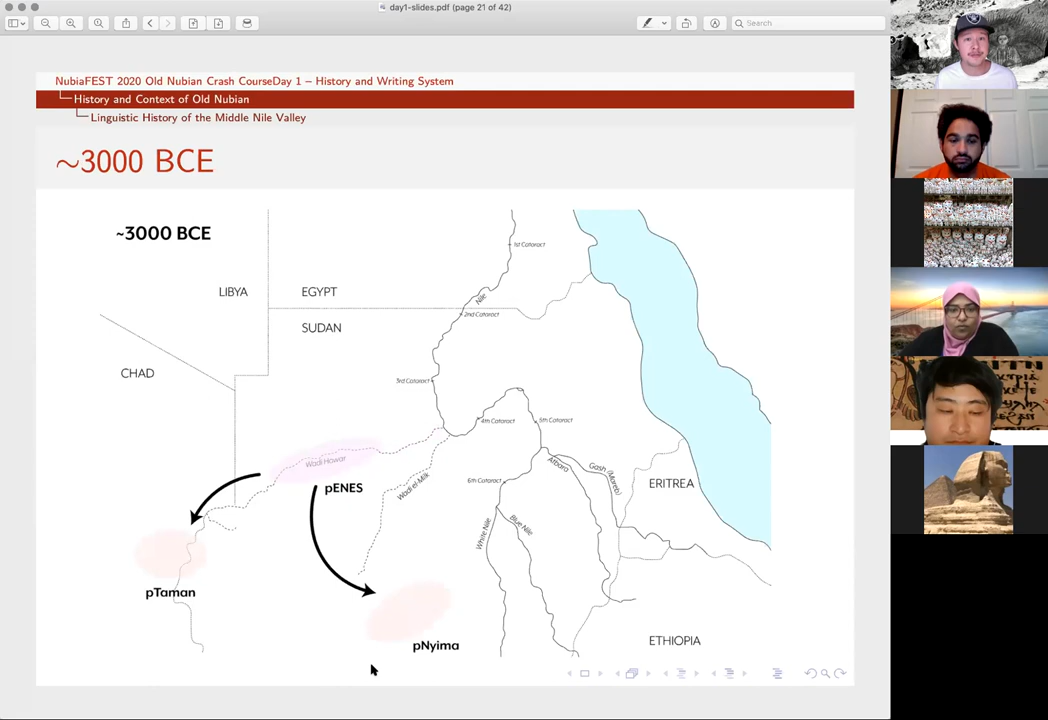 day1-slides.pdf (page 21 of 42)
Search
NubiaFEST 2020 Old Nubian Crash CourseDay 1 – History and Writing System
History and Context of Old Nubian
Linguistic History of the Middle Nile Valley
~3000 BCE
~3000 BCE
1st Cataract
LIBYA
EGYPT
Nile
2nd Cataract
SUDAN
CHAD
3rd Cataract
4th Cataract
5th Cataract
Wadi Howar
Atbara
Gash (Mareb)
6th Cataract
Wadi el-Milk
pENES
ERITREA
White Nile
Blue Nile
pTaman
pNyima
ETHIOPIA